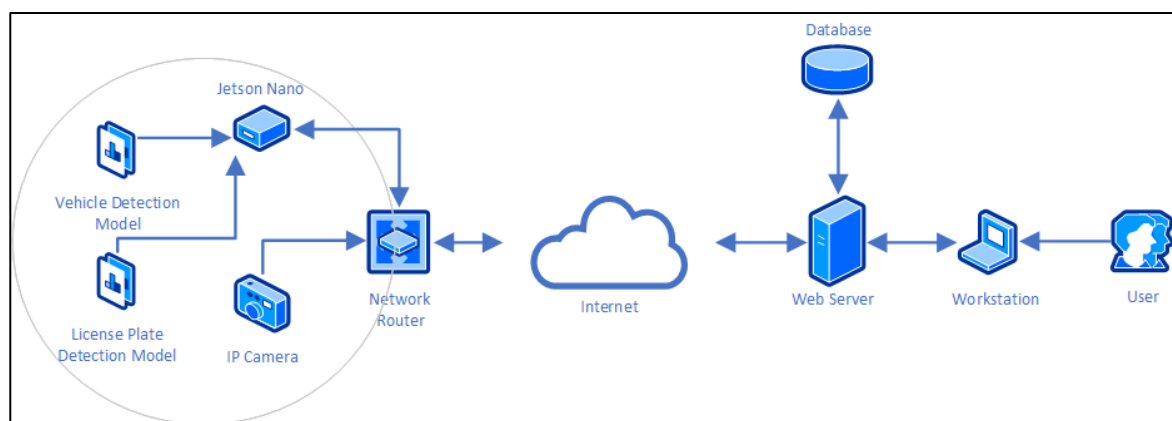 Database
Jetson Nano
Vehicle Detection
Model
License Plate
Detection Model
IP Camera
Network
Router
Internet
Web Server
Workstation
User